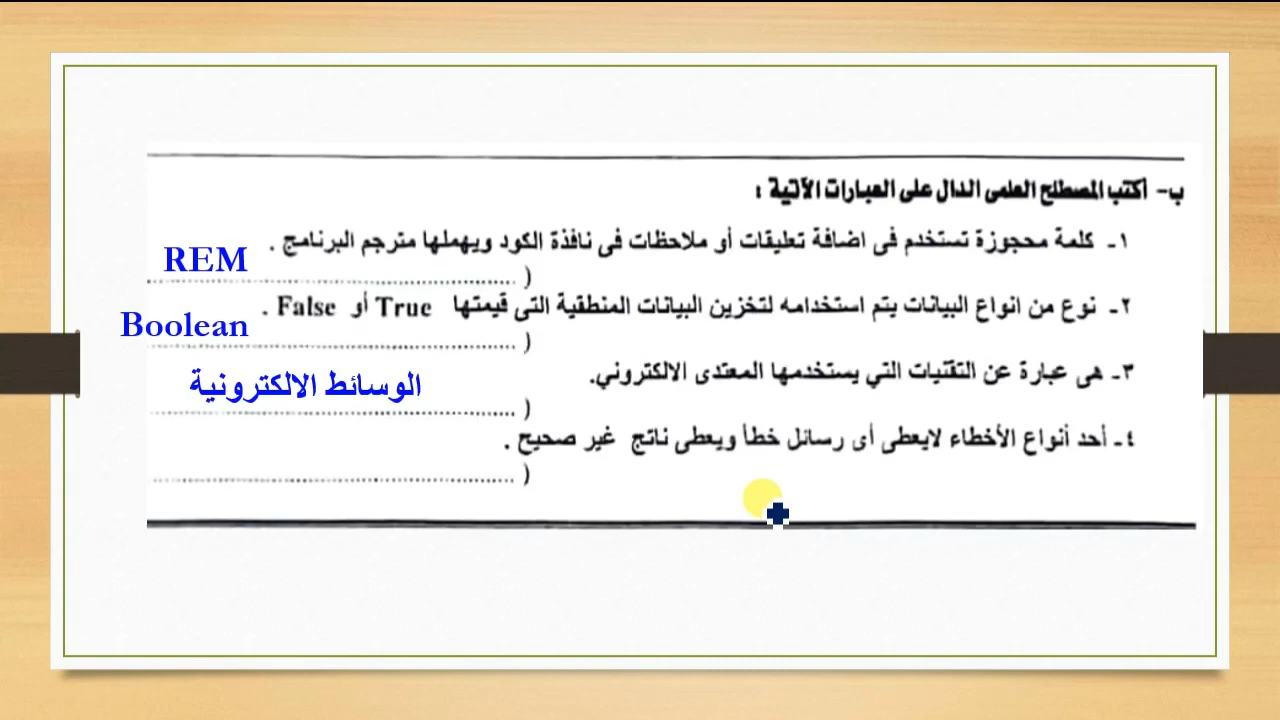 ب- أكتب المصطلح العلمى الدال على العبارات الآتية :
١- كلمة محجوزة تستخدم فى اضافة تعليقات أو ملاحظات فى نافذة الكود ويهملها مترجم البرنامج .
REM
(................................................
٢- نوع من انواع البيانات يتم استخدامه لتخزين البيانات المنطقية التى قيمتها True أو False .
Boolean
(................................................
٣- هى عبارة عن التقنيات التي يستخدمها المعتدى الالكتروني.
الوسائط الالكترونية
(................................................
٤- أحد أنواع الأخطاء لايعطى أى رسائل خطأ ويعطى ناتج غير صحيح .
(................................................